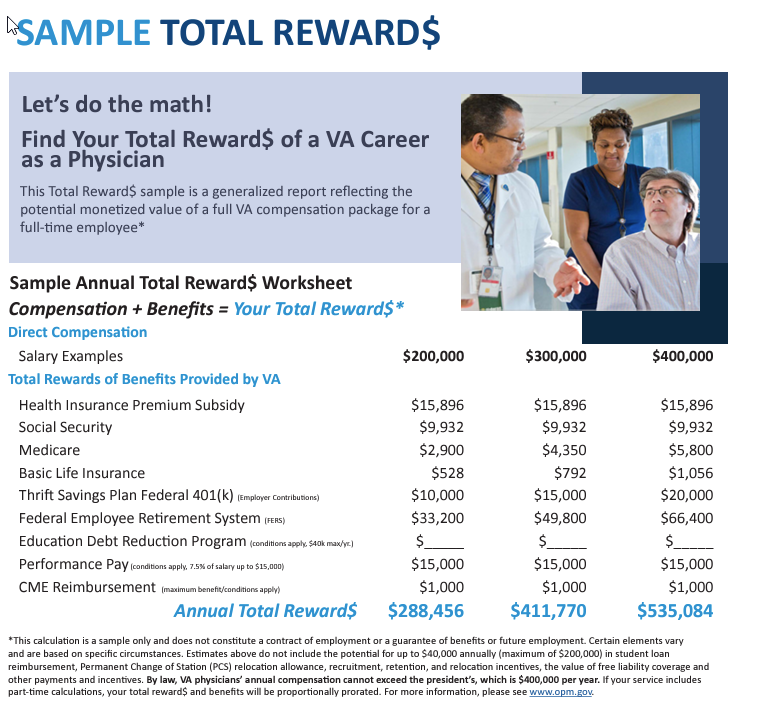 SAMPLE TOTAL REWARD$
Let's do the math!
Find Your Total Reward$ of a VA Career
as a Physician
This Total Reward$ sample is a generalized report reflecting the
potential monetized value of a full VA compensation package for a
full-time employee*
Sample Annual Total Reward$ Worksheet
Compensation + Benefits = Your Total Reward$*
Direct Compensation
Salary Examples $200,000 $300,000 $400,000
Total Rewards of Benefits Provided by VA
Health Insurance Premium Subsidy $15,896 $15,896 $15,896
Social Security $9,932 $9,932 $9,932
Medicare $2,900 $4,350 $5,800
Basic Life Insurance $528 $792 $1,056
Thrift Savings Plan Federal 401(k) (Employer Contributions) $10,000 $15,000 $20,000
Federal Employee Retirement System (FERS) $33,200 $49,800 $66,400
Education Debt Reduction Program (conditions apply, $40k max/yr.) $_____ $_____ $_____
Performance Pay (conditions apply, 7.5% of salary up to $15,000) $15,000 $15,000 $15,000
CME Reimbursement (maximum benefit/conditions apply) $1,000 $1,000 $1,000
Annual Total Reward$ $288,456 $411,770 $535,084
*This calculation is a sample only and does not constitute a contract of employment or a guarantee of benefits or future employment. Certain elements vary
and are based on specific circumstances. Estimates above do not include the potential for up to $40,000 annually (maximum of $200,000) in student loan
reimbursement, Permanent Change of Station (PCS) relocation allowance, recruitment, retention, and relocation incentives, the value of free liability coverage and
other payments and incentives. By law, VA physicians' annual compensation cannot exceed the president's, which is $400,000 per year. If your service includes
part-time calculations, your total reward$ and benefits will be proportionally prorated. For more information, please see www.opm.gov.